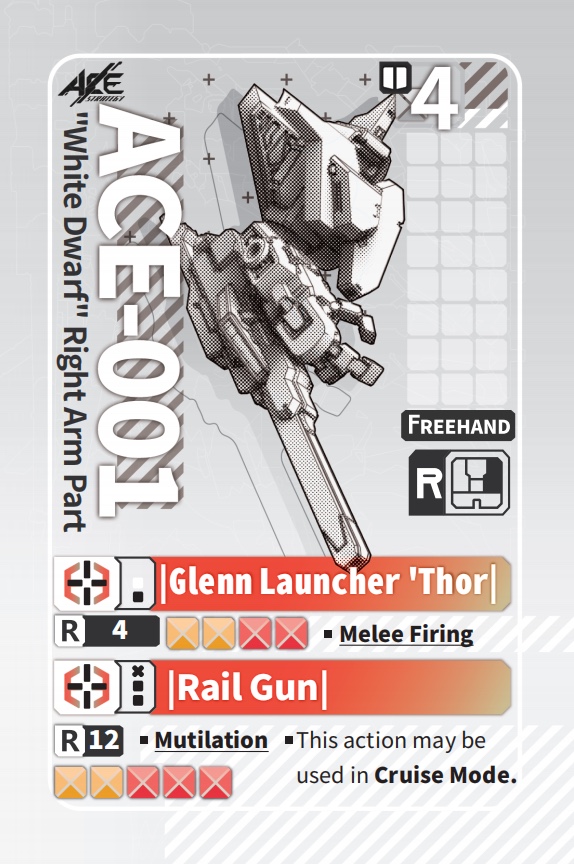 ACE
STRATEGY
4
ACE-001
"White Dwarf" Right Arm Part
FREEHAND
R
|Glenn Launcher 'Thor|
R 4
▪ Melee Firing
|Rail Gun|
R 12 ▪ Mutilation ▪ This action may be
used in Cruise Mode.